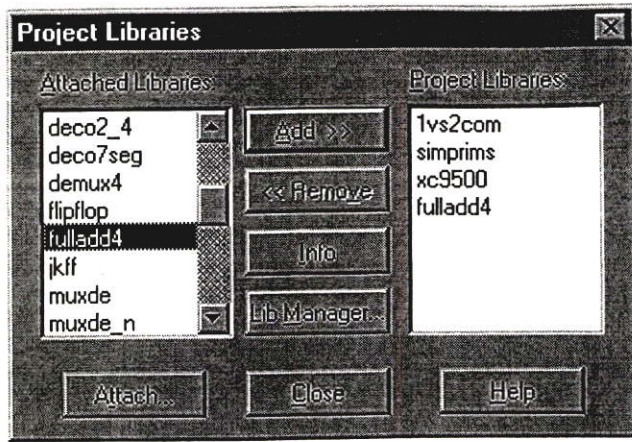 Project Libraries
Attached Libraries:
deco2_4
deco7seg
demux4
flipflop
fulladd4
jkff
muxde
muxde_n
Add >>
<< Remove
Info
Lib Manager...
Project Libraries:
1vs2com
simprims
xc9500
fulladd4
Attach...
Close
Help